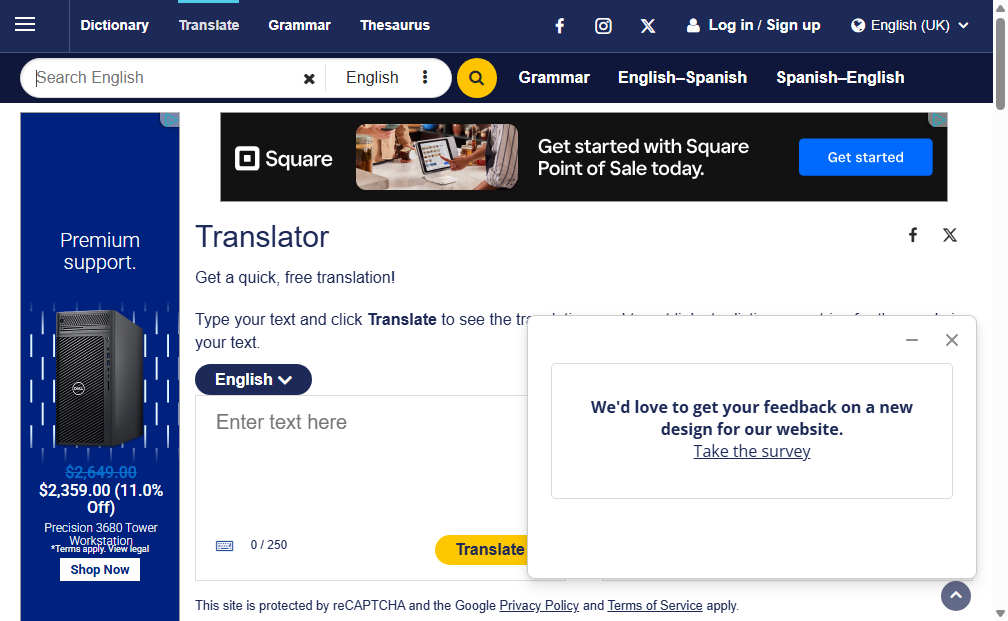 Dictionary
Translate
Grammar
Thesaurus
Log in / Sign up
English (UK)
Search English
English
Grammar
English–Spanish
Spanish–English
Square
Get started with Square
Point of Sale today.
Get started
Premium
support.
DELL
$2,649.00
$2,359.00 (11.0%
Off)
Precision 3680 Tower
Workstation
*Terms apply. View legal
Shop Now
Translator
Get a quick, free translation!
Type your text and click Translate to see the
your text.
English
Enter text here
0 / 250
Translate
We'd love to get your feedback on a new
design for our website.
Take the survey
This site is protected by reCAPTCHA and the Google Privacy Policy and Terms of Service apply.